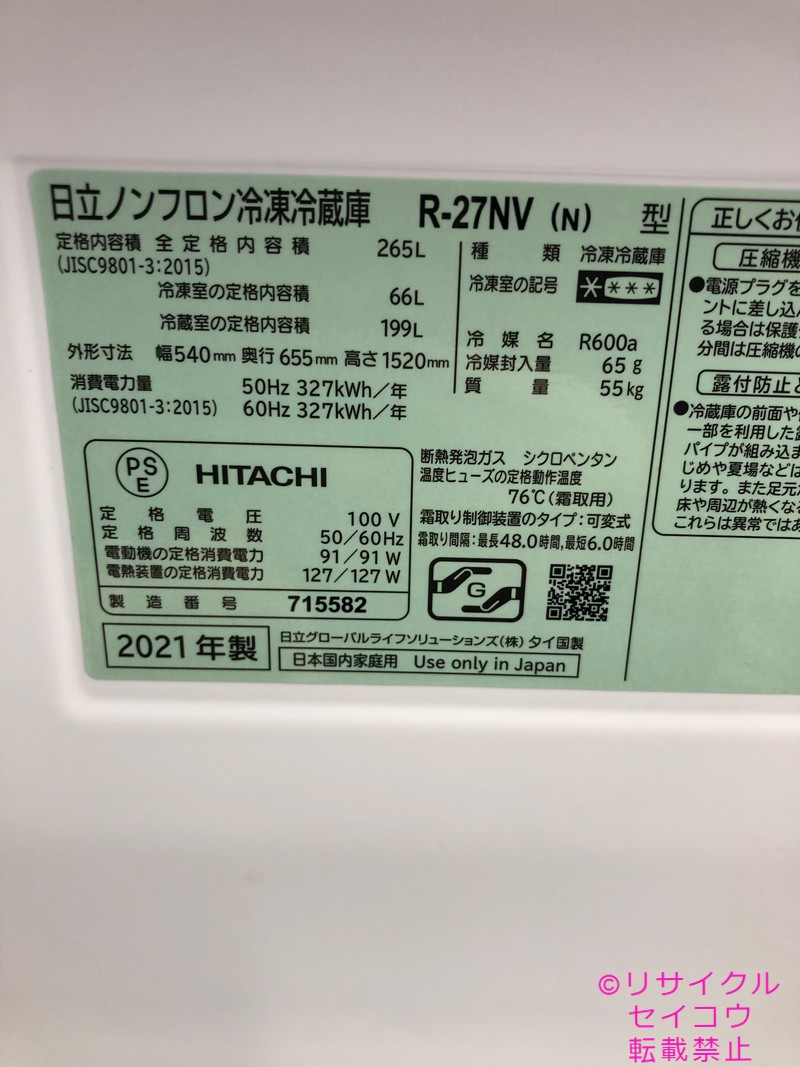 日立ノンフロン冷凍冷蔵庫 R-27NV (N) 型
定格内容積 全定格内容積 265L
(JISC9801-3:2015)
冷凍室の定格内容積 66L
冷蔵室の定格内容積 199L
外形寸法 幅540mm 奥行655mm 高さ1520mm
消費電力量 50Hz 327kWh/年
(JISC9801-3:2015) 60Hz 327kWh/年
種類 冷凍冷蔵庫
冷凍室の記号 ****
冷媒名 R600a
冷媒封入量 65g
質量 55kg
PSE HITACHI
定格電圧 100V
定格周波数 50/60Hz
電動機の定格消費電力 91/91W
電熱装置の定格消費電力 127/127W
製造番号 715582
断熱発泡ガス シクロペンタン
温度ヒューズの定格動作温度
76℃(霜取用)
霜取り制御装置のタイプ:可変式
霜取り間隔:最長48.0時間,最短6.0時間
G
2021年製
日立グローバルライフソリューションズ(株) タイ国製
日本国内家庭用 Use only in Japan
正しくお
圧縮機
●電源プラグを
ントに差し込
る場合は保護
分間は圧縮機
露付防止
●冷蔵庫の前面や
一部を利用した
パイプが組み込ま
じめや夏場などは
ります。また足元
床や周辺が熱くな
これらは異常では
©リサイクル
セイコウ
転載禁止